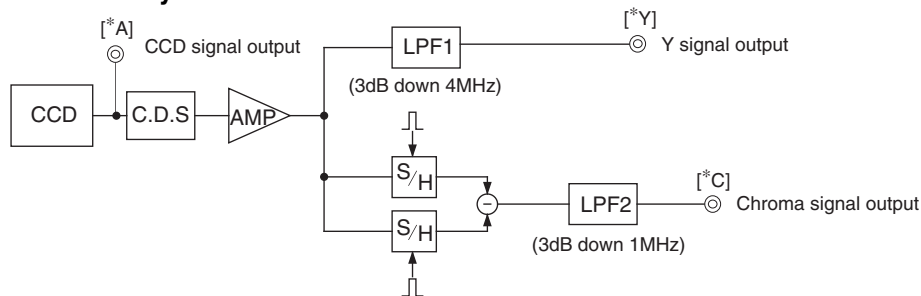 [*A]
CCD signal output
[*Y]
LPF1
Y signal output
(3dB down 4MHz)
CCD
C.D.S
AMP
S/H
[*C]
LPF2
Chroma signal output
S/H
(3dB down 1MHz)